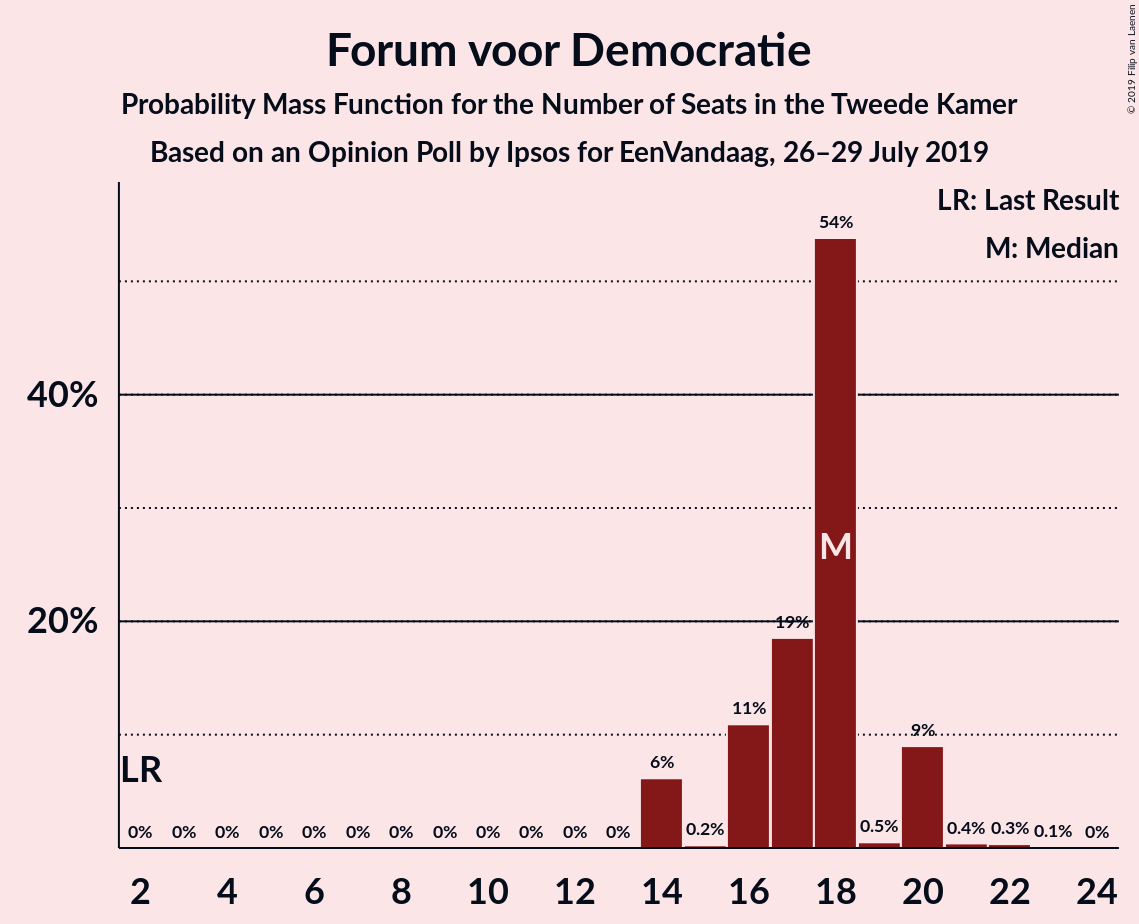 © 2019 Filip van Laenen
Forum voor Democratie
Probability Mass Function for the Number of Seats in the Tweede Kamer
Based on an Opinion Poll by Ipsos for EenVandaag, 26–29 July 2019
LR: Last Result
M: Median
54%
40%
M
20%
19%
11%
9%
6%
LR
0% 0% 0% 0% 0% 0% 0% 0% 0% 0% 0% 0% 0.2% 0.5% 0.4% 0.3% 0.1% 0%
2 4 6 8 10 12 14 16 18 20 22 24